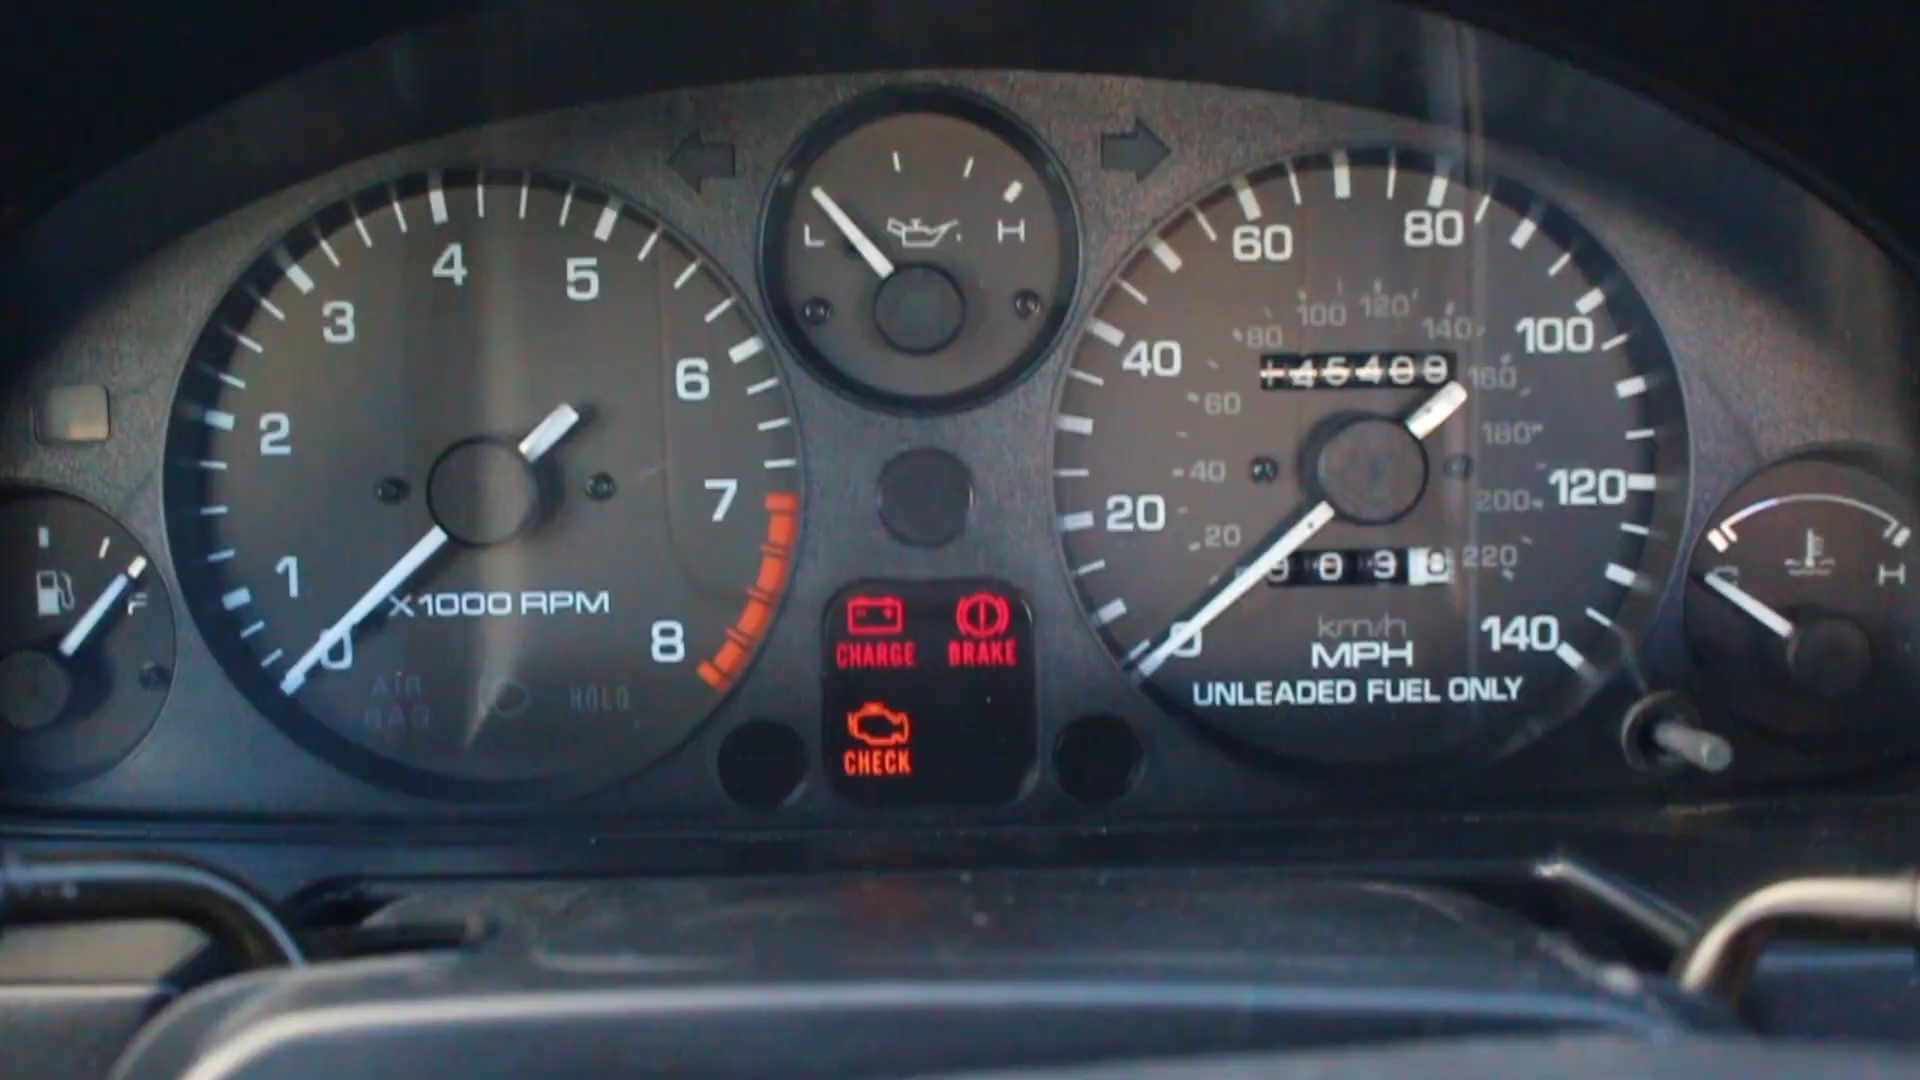 4
5
3
6
2
7
1
X1000 RPM
0
8
AIR
BAG
HOLD
F
L
H
60
80
100
120
140
80
100
40
160
60
180
40
120
200
20
20
220
0
km/h
MPH
140
UNLEADED FUEL ONLY
C
H
CHARGE
BRAKE
CHECK